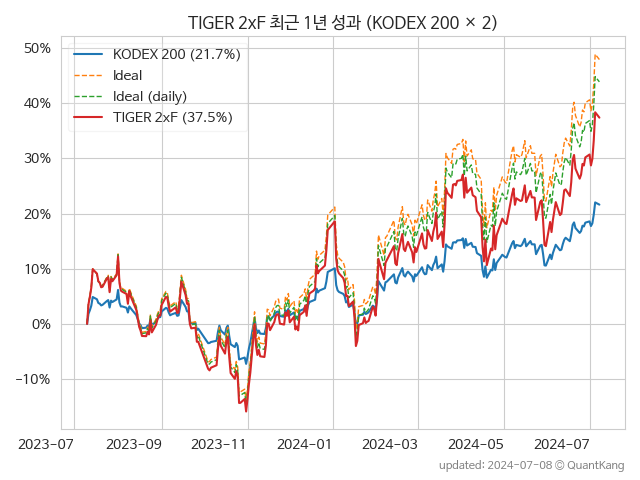 TIGER 2xF 최근 1년 성과 (KODEX 200 × 2)
50%
40%
30%
20%
10%
0%
−10%
KODEX 200 (21.7%)
Ideal
Ideal (daily)
TIGER 2xF (37.5%)
2023-07 2023-09 2023-11 2024-01 2024-03 2024-05 2024-07
updated: 2024-07-08 © QuantKang